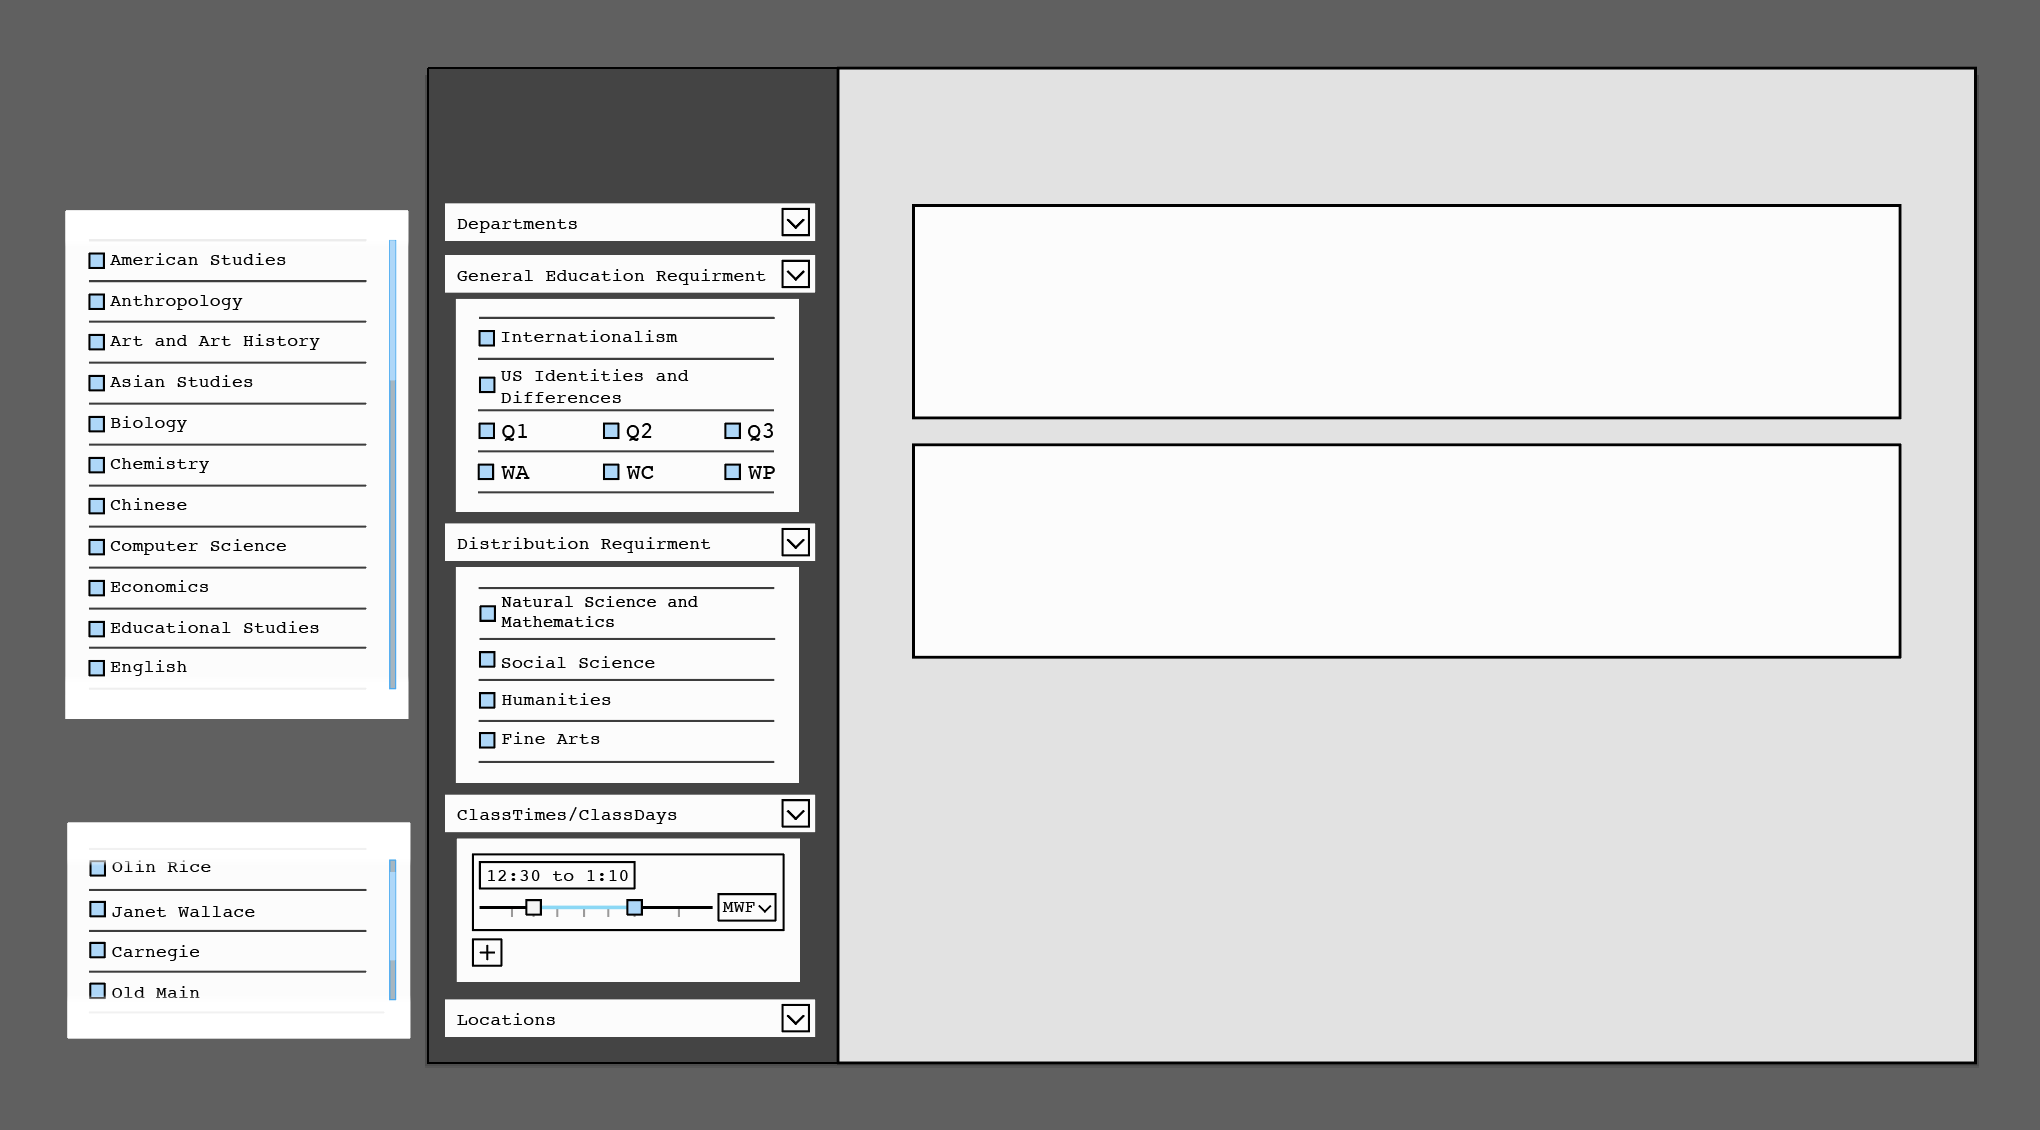 American Studies
Anthropology
Art and Art History
Asian Studies
Biology
Chemistry
Chinese
Computer Science
Economics
Educational Studies
English
Olin Rice
Janet Wallace
Carnegie
Old Main
Departments
General Education Requirment
Internationalism
US Identities and
Differences
Q1 Q2 Q3
WA WC WP
Distribution Requirment
Natural Science and
Mathematics
Social Science
Humanities
Fine Arts
ClassTimes/ClassDays
12:30 to 1:10
MWF
Locations